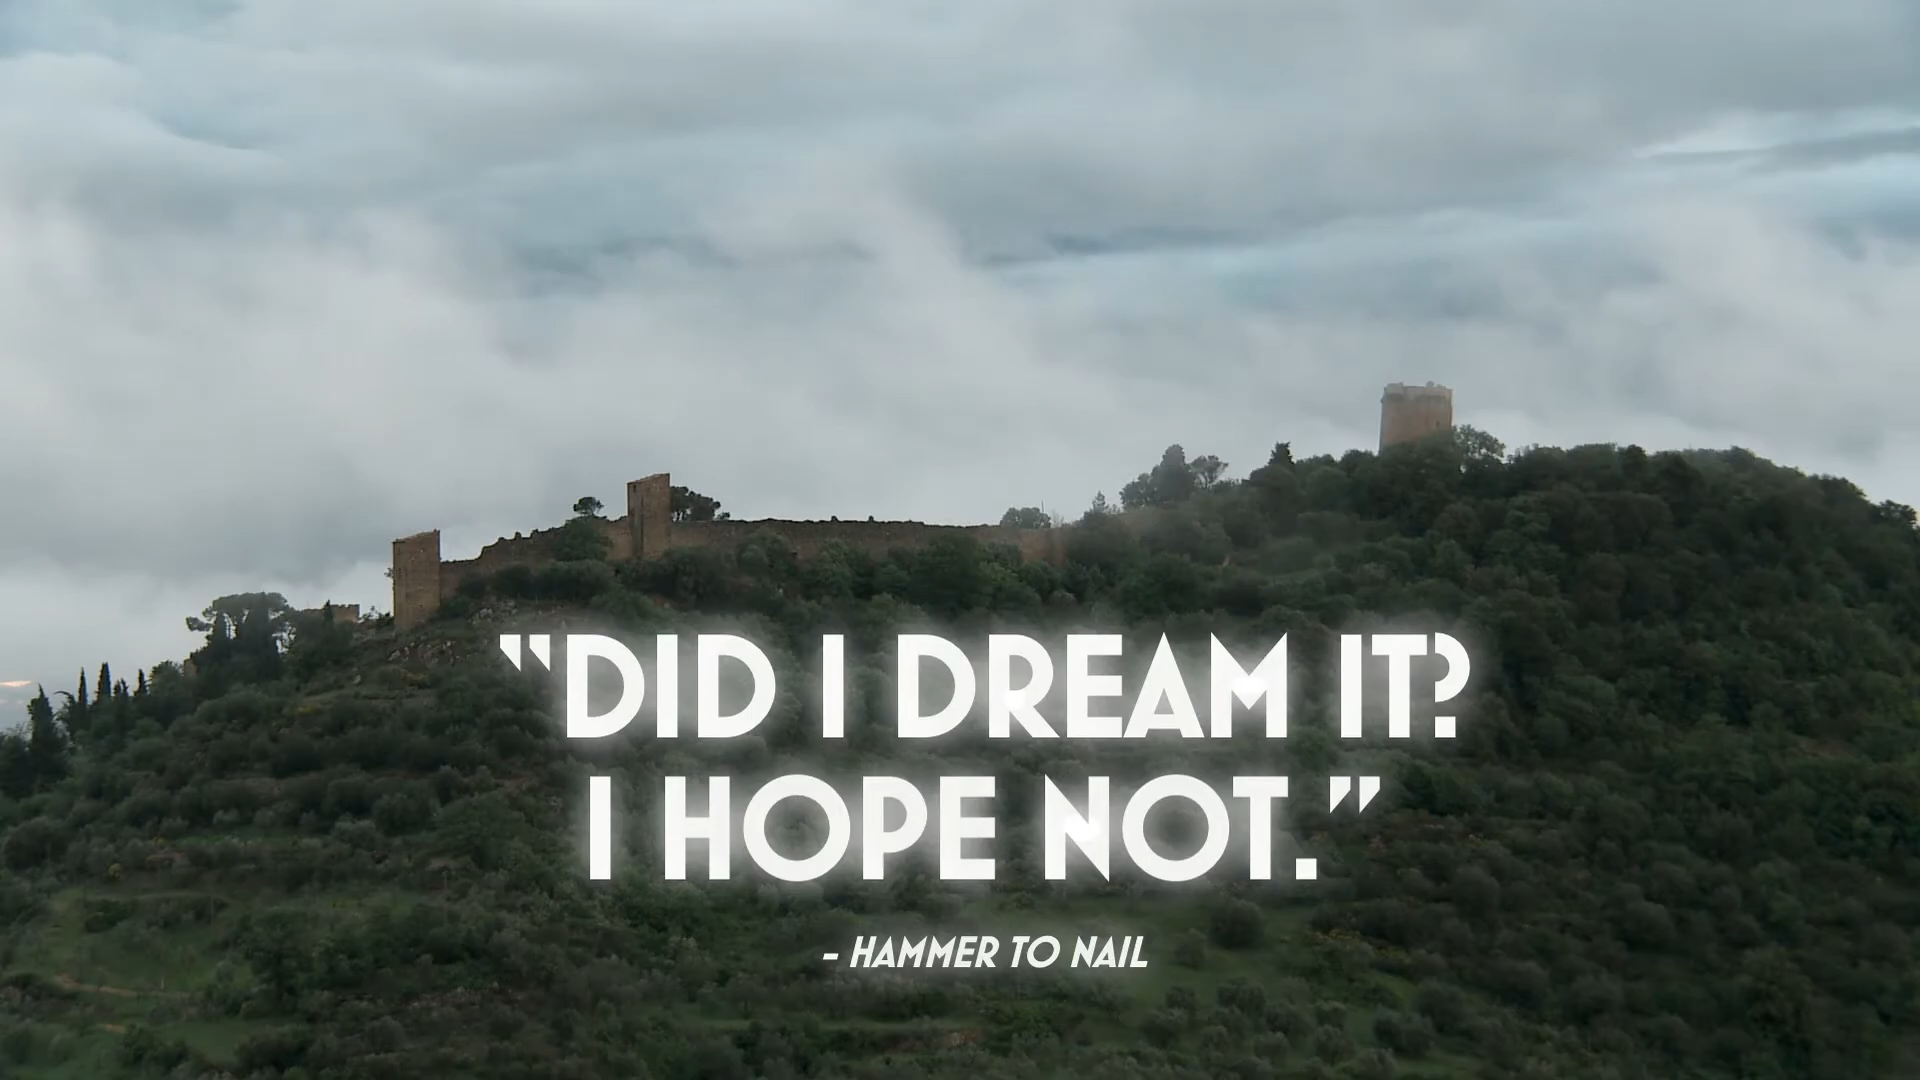 "DID I DREAM IT?
I HOPE NOT."
- HAMMER TO NAIL